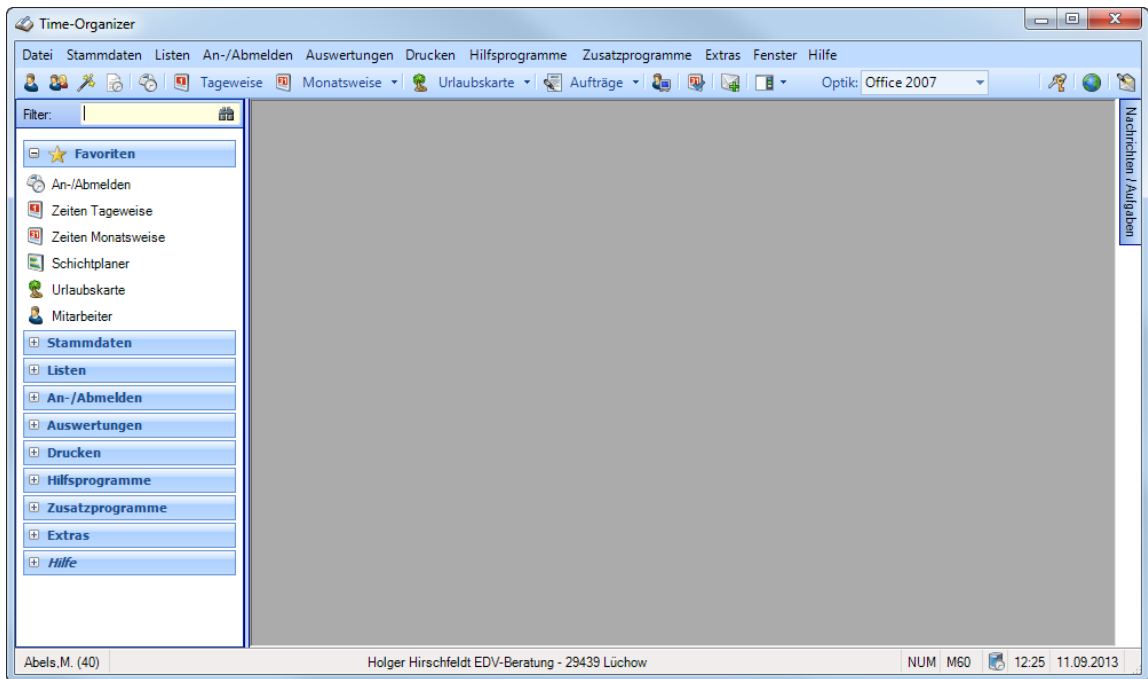 Time-Organizer
Datei Stammdaten Listen An-/Abmelden Auswertungen Drucken Hilfsprogramme Zusatzprogramme Extras Fenster Hilfe
Tageweise Monatsweise Urlaubskarte Aufträge Optik: Office 2007
Filter:
Favoriten
An-/Abmelden
Zeiten Tageweise
Zeiten Monatsweise
Schichtplaner
Urlaubskarte
Mitarbeiter
Stammdaten
Listen
An-/Abmelden
Auswertungen
Drucken
Hilfsprogramme
Zusatzprogramme
Extras
Hilfe
Nachrichten / Aufgaben
Abels,M. (40) Holger Hirschfeldt EDV-Beratung - 29439 Lüchow NUM M60 12:25 11.09.2013